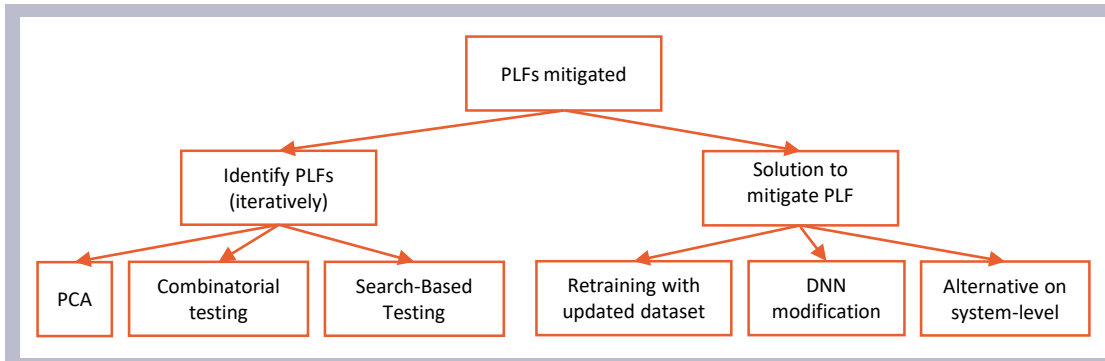 PLFs mitigated
Identify PLFs
(iteratively)
Solution to
mitigate PLF
PCA
Combinatorial
testing
Search-Based
Testing
Retraining with
updated dataset
DNN
modification
Alternative on
system-level